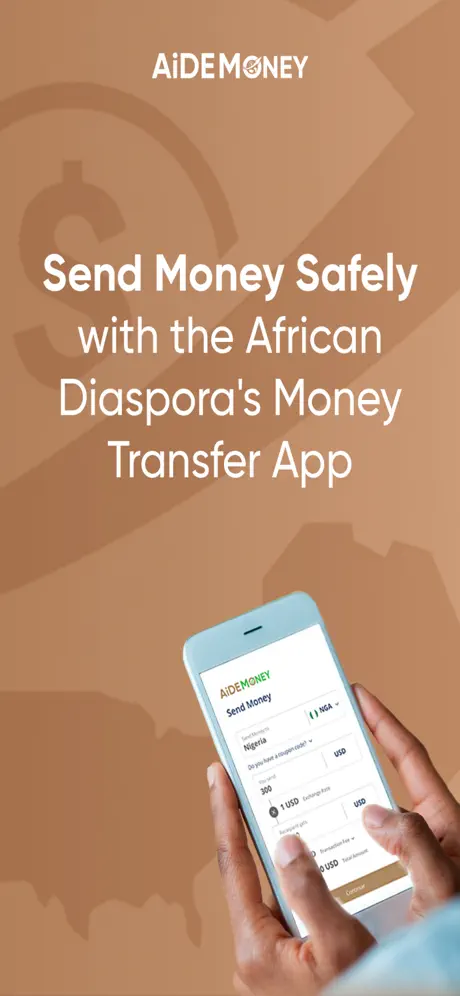 AiDEMONEY
Send Money Safely
with the African
Diaspora's Money
Transfer App
AiDEMONEY
Send Money
Send Money to
Nigeria
NGA
Do you have a coupon code?
You send
300
USD
1 USD Exchange Rate
Recipient gets
USD
Transaction Fee
0 USD Total Amount
Continue